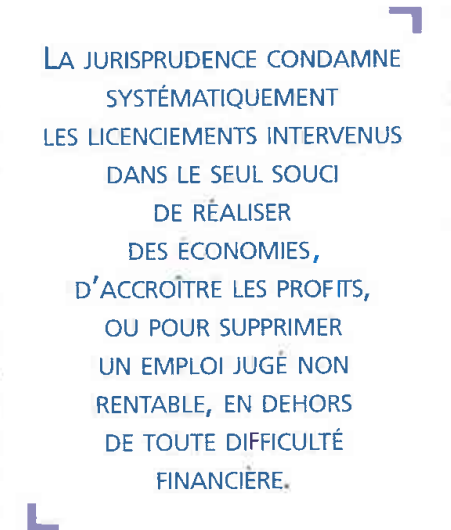 LA JURISPRUDENCE CONDAMNE
SYSTÉMATIQUEMENT
LES LICENCIEMENTS INTERVENUS
DANS LE SEUL SOUCI
DE RÉALISER
DES ÉCONOMIES,
D'ACCROÎTRE LES PROFITS,
OU POUR SUPPRIMER
UN EMPLOI JUGÉ NON
RENTABLE, EN DEHORS
DE TOUTE DIFFICULTÉ
FINANCIÈRE.